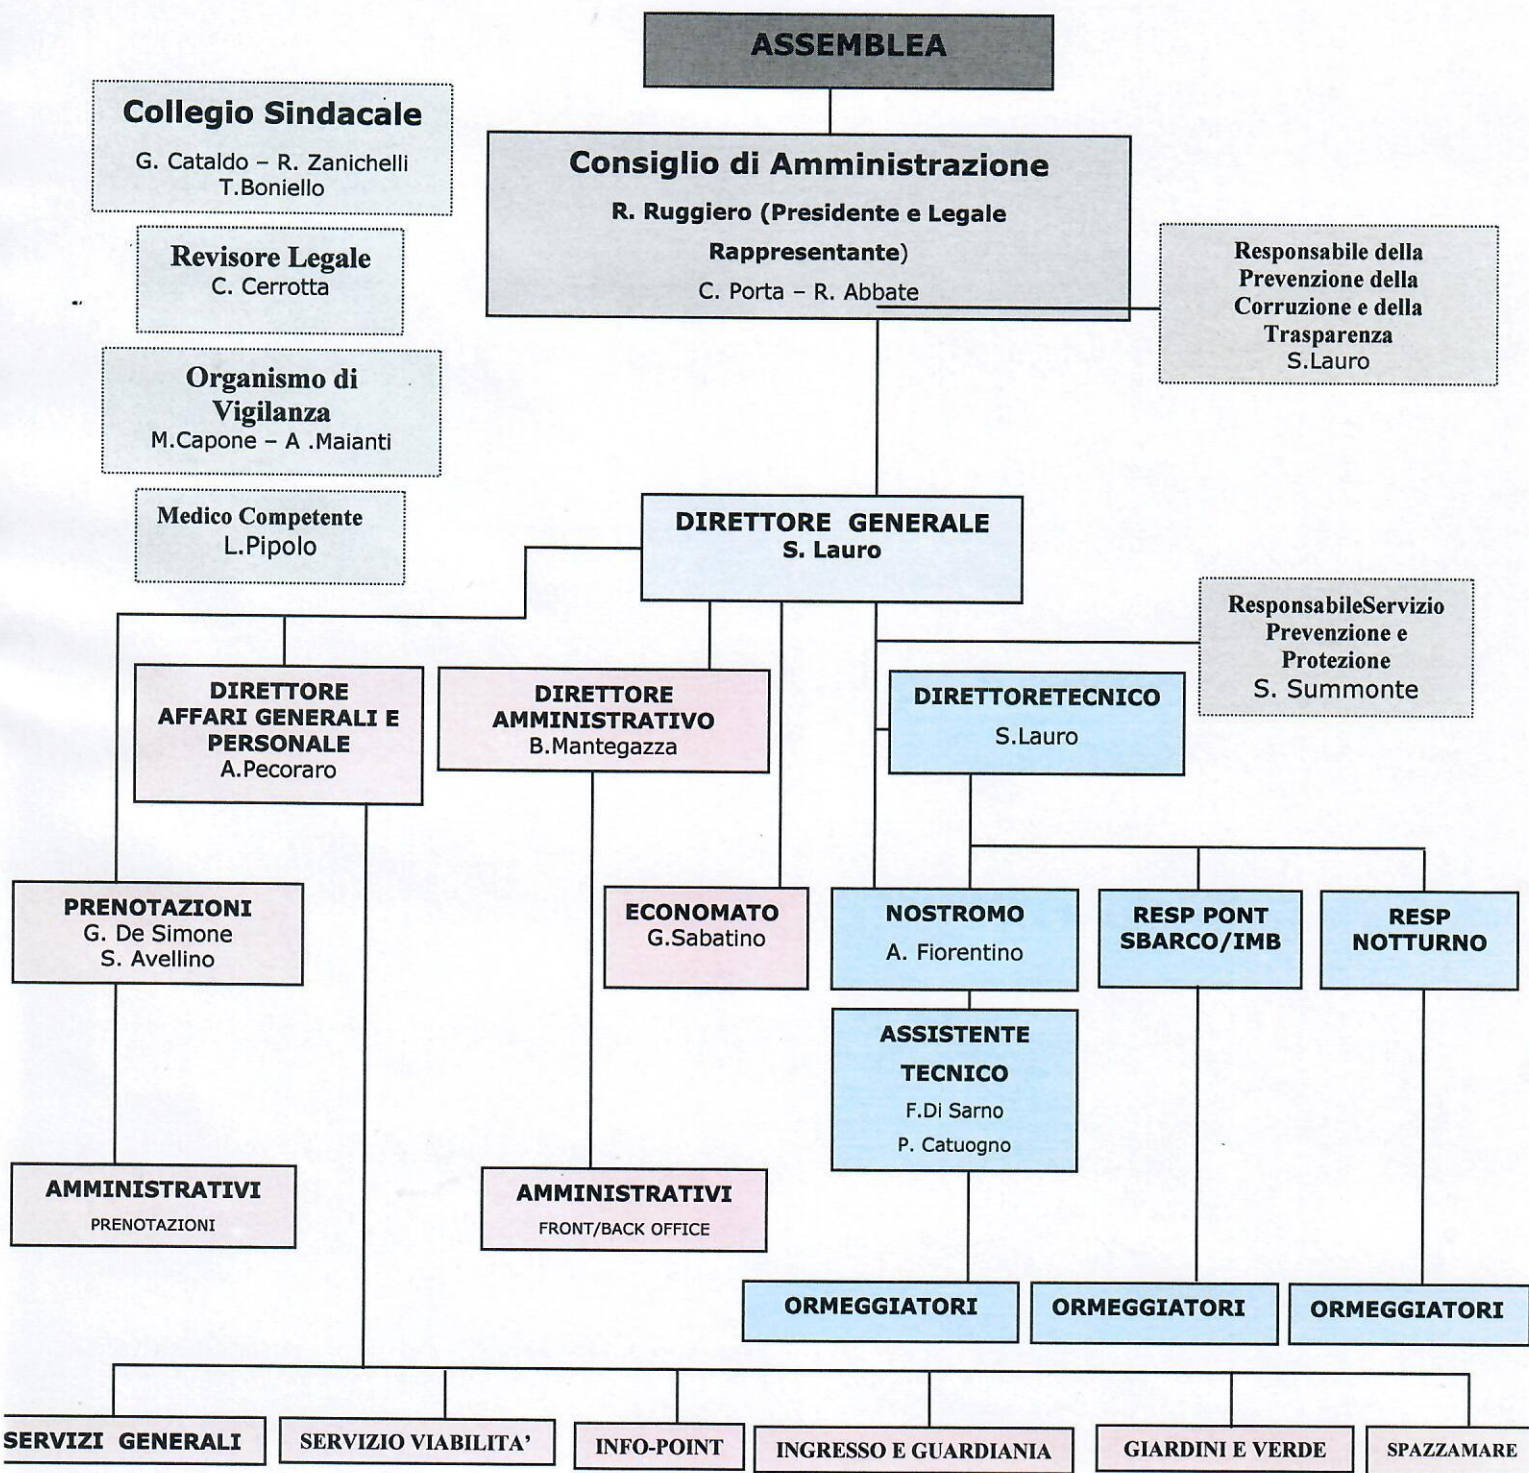 ASSEMBLEA
Collegio Sindacale
G. Cataldo – R. Zanichelli
T.Boniello
Consiglio di Amministrazione
R. Ruggiero (Presidente e Legale
Rappresentante)
C. Porta – R. Abbate
Revisore Legale
C. Cerrotta
Responsabile della
Prevenzione della
Corruzione e della
Trasparenza
S.Lauro
Organismo di
Vigilanza
M.Capone – A .Maianti
Medico Competente
L.Pipolo
DIRETTORE GENERALE
S. Lauro
ResponsabileServizio
Prevenzione e
Protezione
S. Summonte
DIRETTORE
AFFARI GENERALI E
PERSONALE
A.Pecoraro
DIRETTORE
AMMINISTRATIVO
B.Mantegazza
DIRETTORETECNICO
S.Lauro
PRENOTAZIONI
G. De Simone
S. Avellino
ECONOMATO
G.Sabatino
NOSTROMO
A. Fiorentino
RESP PONT
SBARCO/IMB
RESP
NOTTURNO
ASSISTENTE
TECNICO
F.Di Sarno
P. Catuogno
AMMINISTRATIVI
PRENOTAZIONI
AMMINISTRATIVI
FRONT/BACK OFFICE
ORMEGGIATORI
ORMEGGIATORI
ORMEGGIATORI
SERVIZI GENERALI
SERVIZIO VIABILITA’
INFO-POINT
INGRESSO E GUARDIANIA
GIARDINI E VERDE
SPAZZAMARE